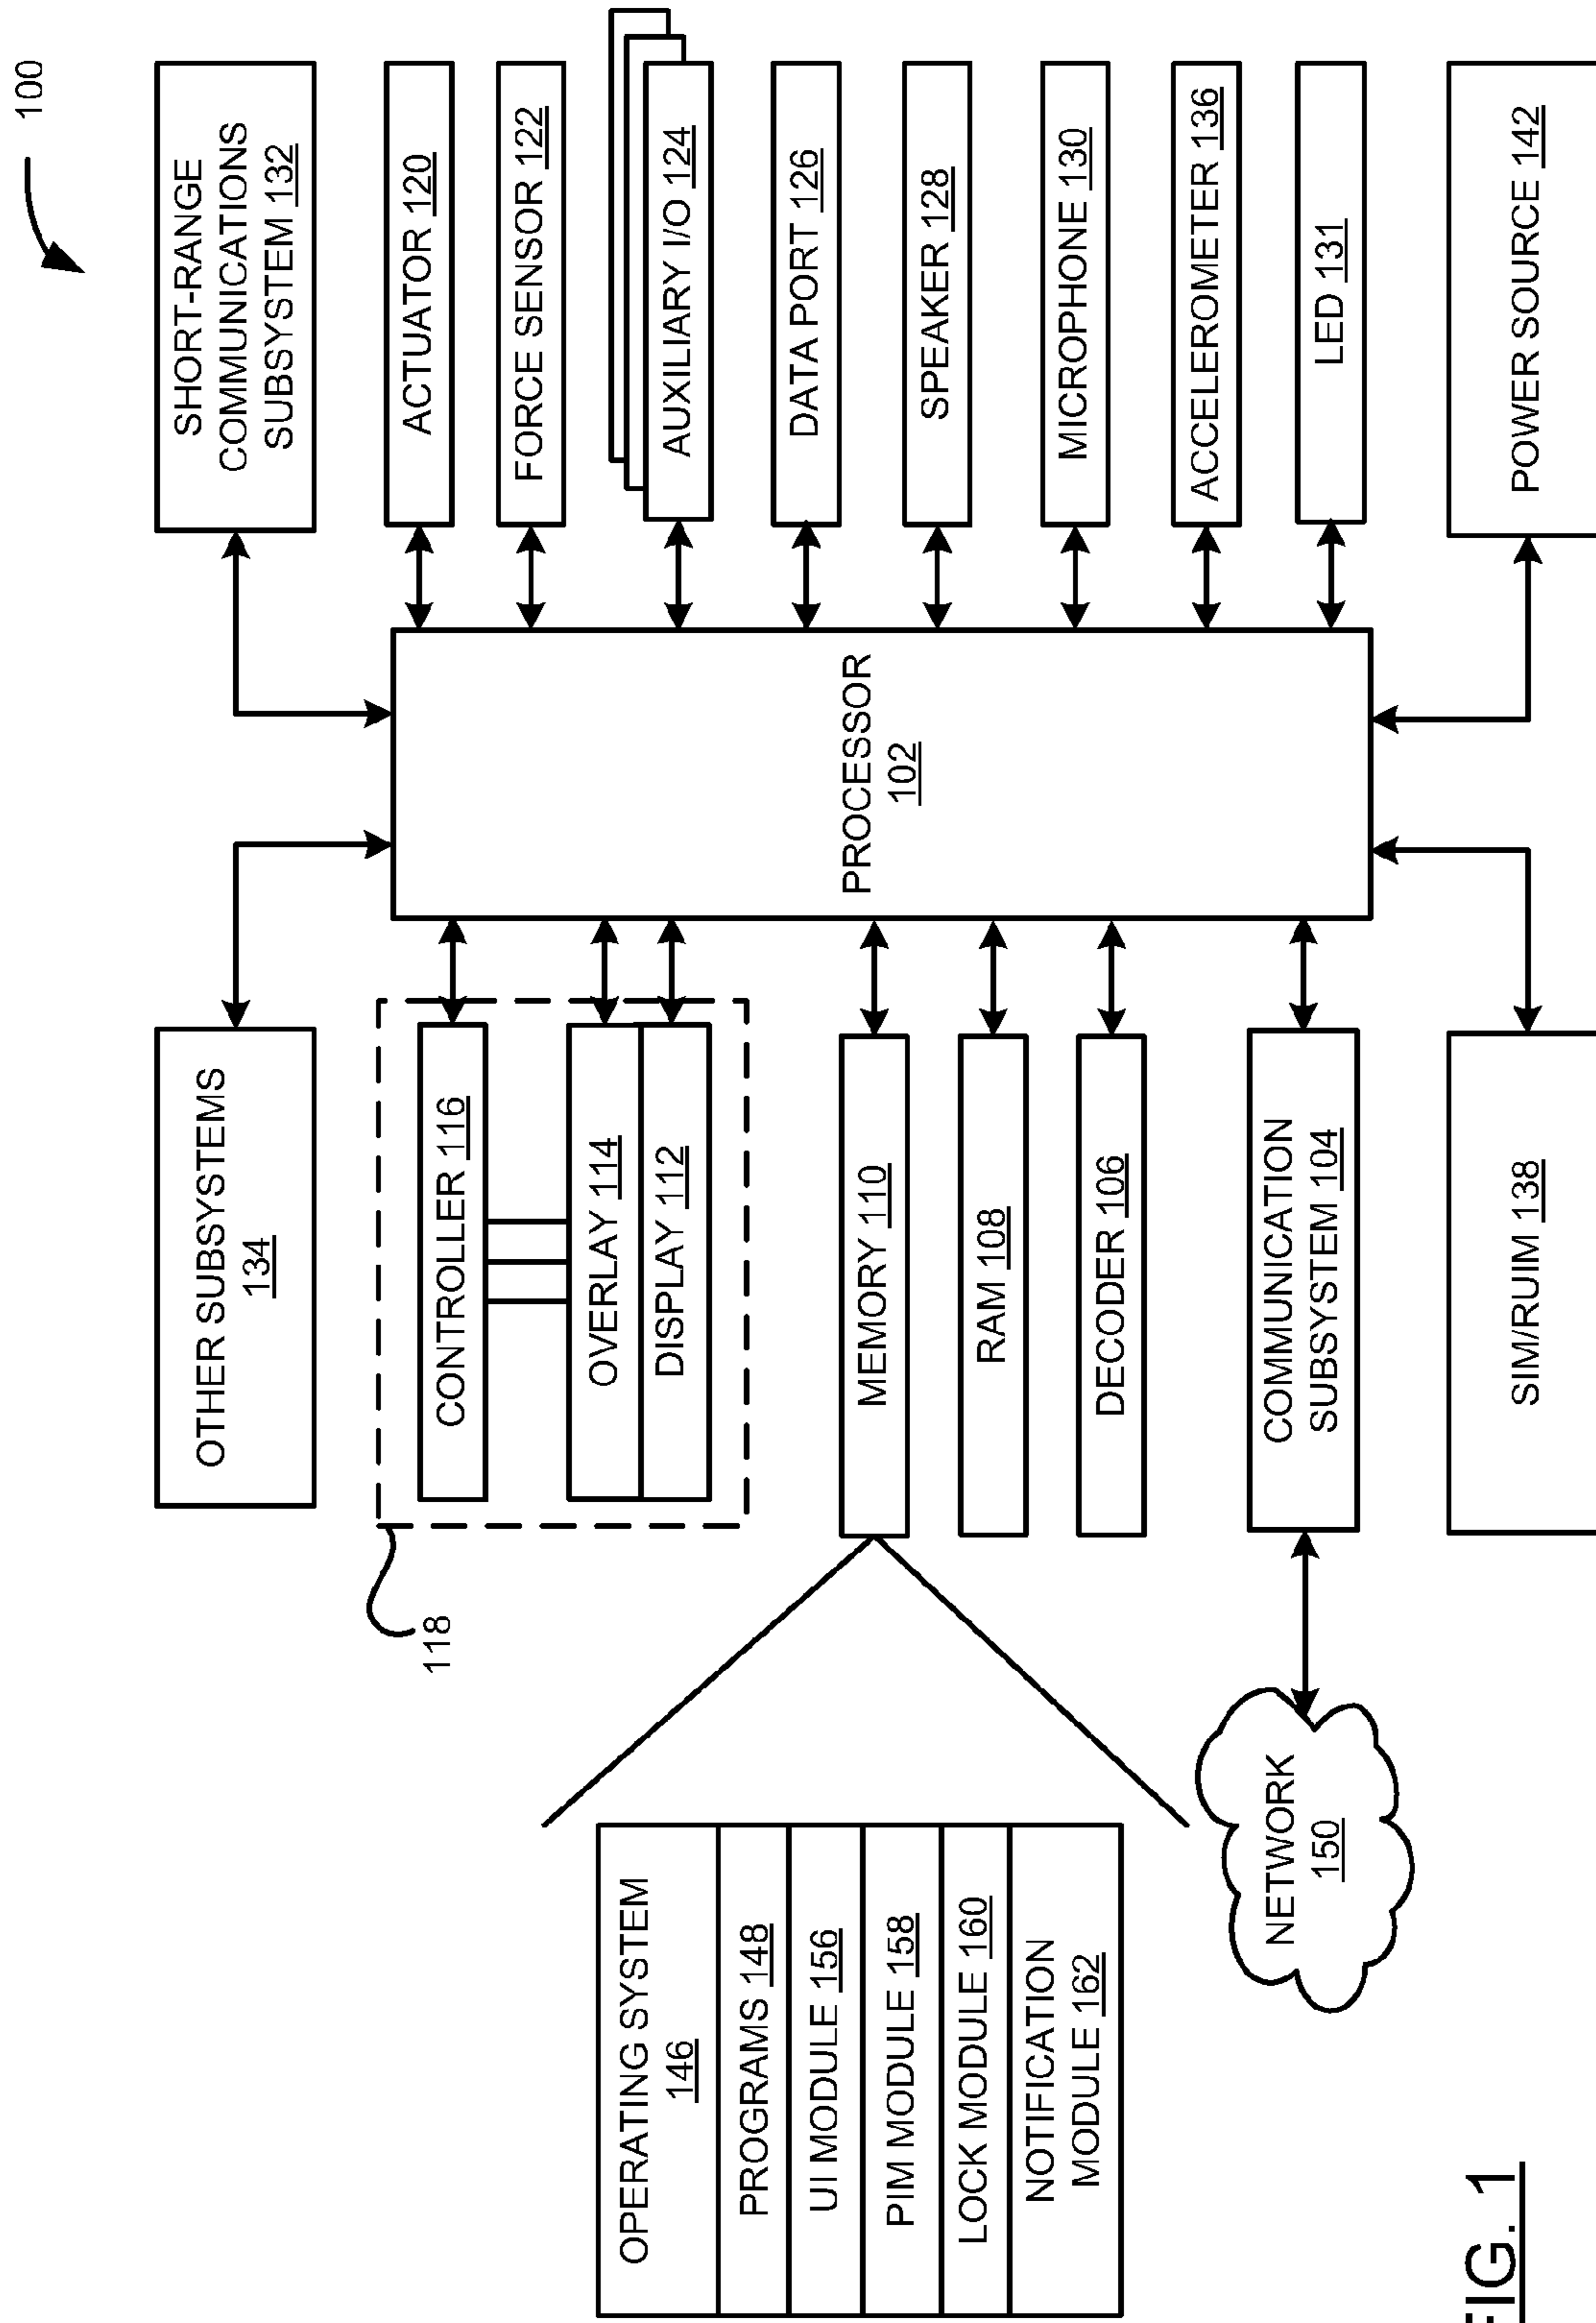 100
OTHER SUBSYSTEMS
134
SHORT-RANGE
COMMUNICATIONS
SUBSYSTEM 132
118
CONTROLLER 116
OVERLAY 114
DISPLAY 112
MEMORY 110
RAM 108
DECODER 106
COMMUNICATION
SUBSYSTEM 104
SIM/RUIM 138
PROCESSOR
102
ACTUATOR 120
FORCE SENSOR 122
AUXILIARY I/O 124
DATA PORT 126
SPEAKER 128
MICROPHONE 130
ACCELEROMETER 136
LED 131
POWER SOURCE 142
OPERATING SYSTEM
146
PROGRAMS 148
UI MODULE 156
PIM MODULE 158
LOCK MODULE 160
NOTIFICATION
MODULE 162
NETWORK
150
FIG. 1